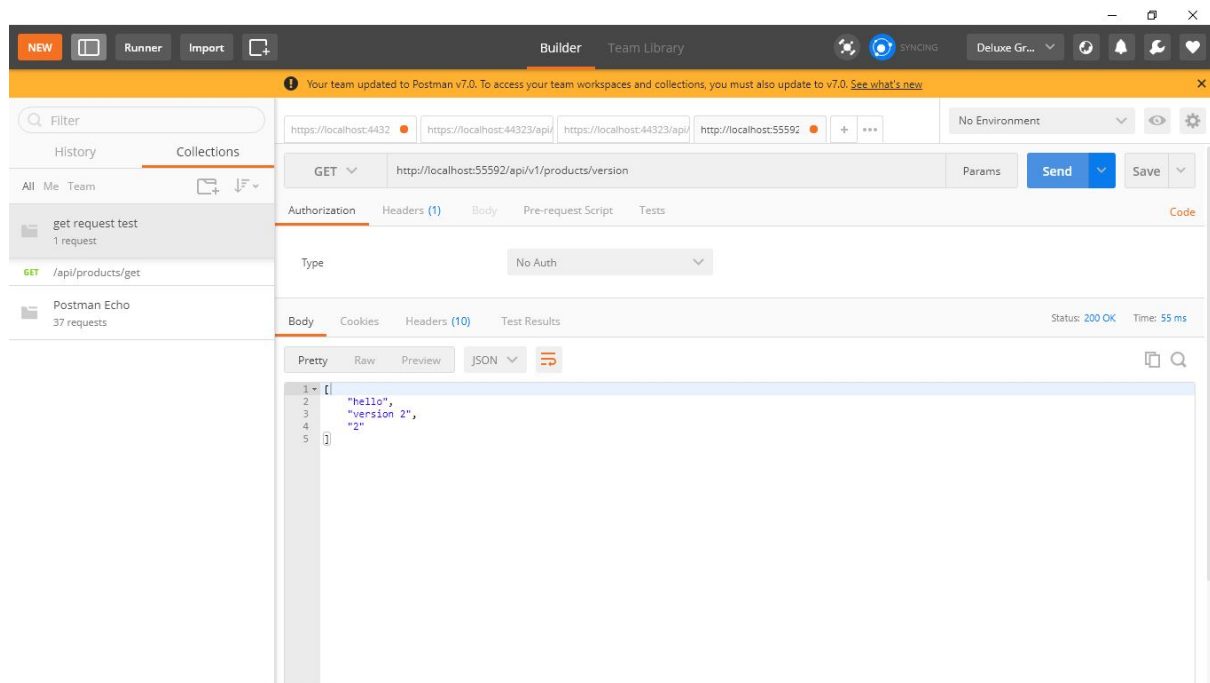 NEW Runner Import Builder Team Library SYNCING Deluxe Gr...
Your team updated to Postman v7.0. To access your team workspaces and collections, you must also update to v7.0. See what's new
Filter
History Collections
All Me Team
get request test
1 request
GET /api/products/get
Postman Echo
37 requests
https://localhost:4432 https://localhost:44323/api/ https://localhost:44323/api/ http://localhost:55592 + ••• No Environment
GET http://localhost:55592/api/v1/products/version Params Send Save
Authorization Headers (1) Body Pre-request Script Tests Code
Type No Auth
Body Cookies Headers (10) Test Results Status: 200 OK Time: 55 ms
Pretty Raw Preview JSON
1 [
2 "hello",
3 "version 2",
4 "2"
5 ]